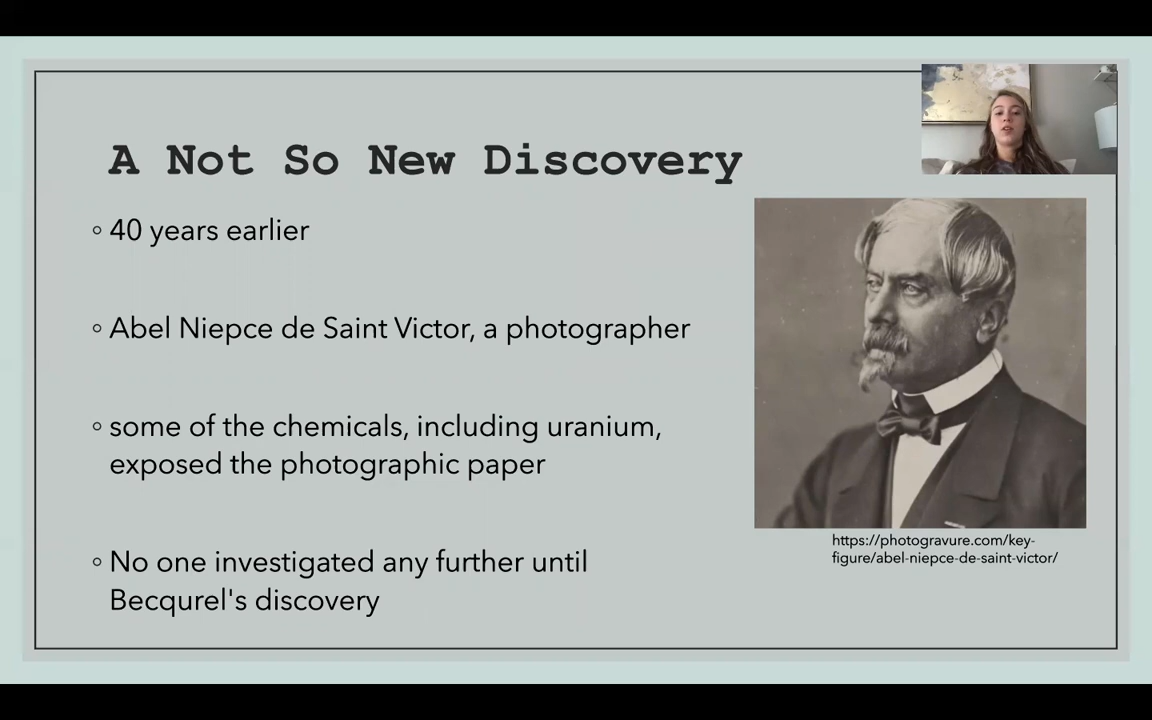 A Not So New Discovery
◦ 40 years earlier
◦ Abel Niepce de Saint Victor, a photographer
◦ some of the chemicals, including uranium,
exposed the photographic paper
◦ No one investigated any further until
Becqurel's discovery
https://photogravure.com/key-
figure/abel-niepce-de-saint-victor/